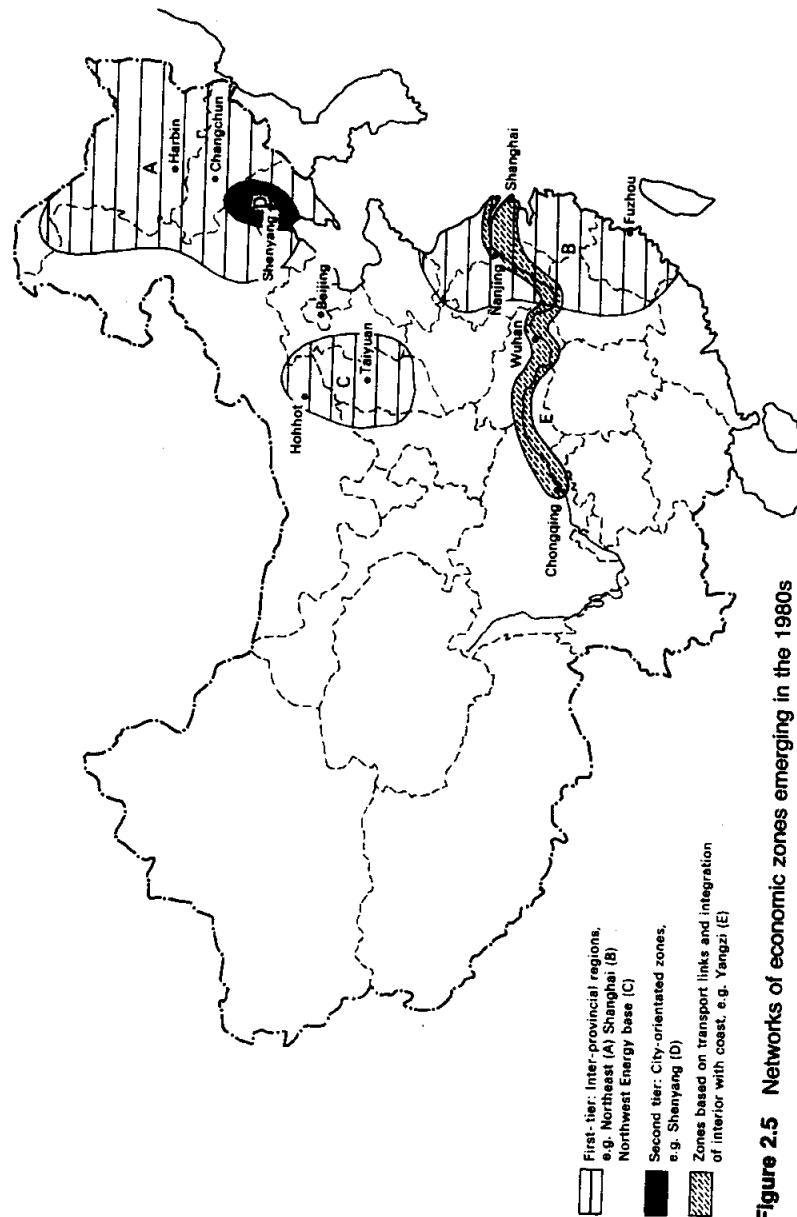 A
Harbin
Changchun
D
Shenyang
Beijing
Hohhot
C
Taiyuan
Shanghai
Nanjing
B
Wuhan
Fuzhou
E
Chongqing
First-tier: Inter-provincial regions,
e.g. Northeast (A) Shanghai (B)
Northwest Energy base (C)
Second tier: City-orientated zones,
e.g. Shenyang (D)
Zones based on transport links and integration
of interior with coast, e.g. Yangzi (E)
Figure 2.5 Networks of economic zones emerging in the 1980s